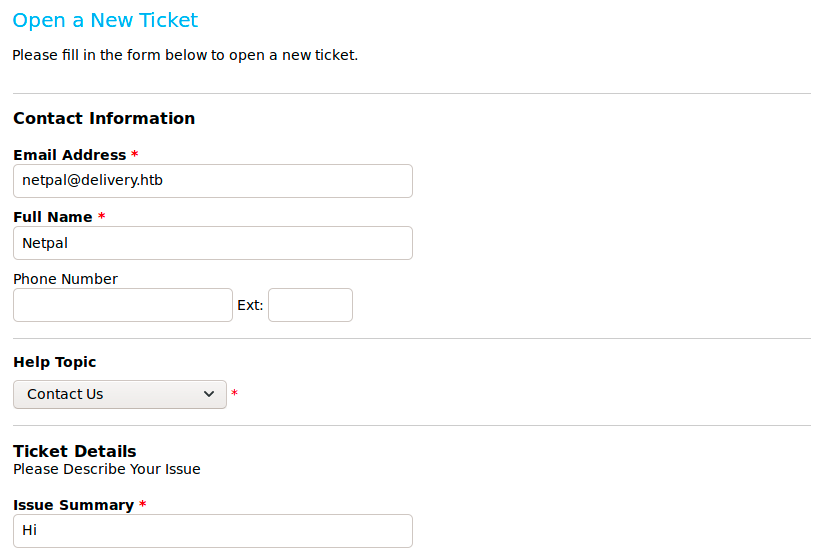 Open a New Ticket
Please fill in the form below to open a new ticket.
Contact Information
Email Address *
netpal@delivery.htb
Full Name *
Netpal
Phone Number
Ext:
Help Topic
Contact Us *
Ticket Details
Please Describe Your Issue
Issue Summary *
Hi